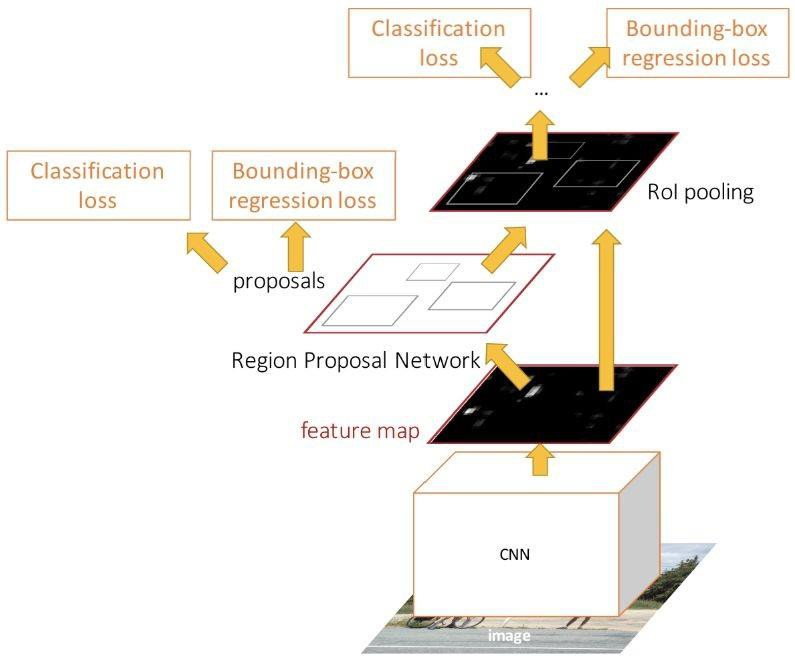 Classification
loss
Bounding-box
regression loss
...
Classification
loss
Bounding-box
regression loss
RoI pooling
proposals
Region Proposal Network
feature map
CNN
image